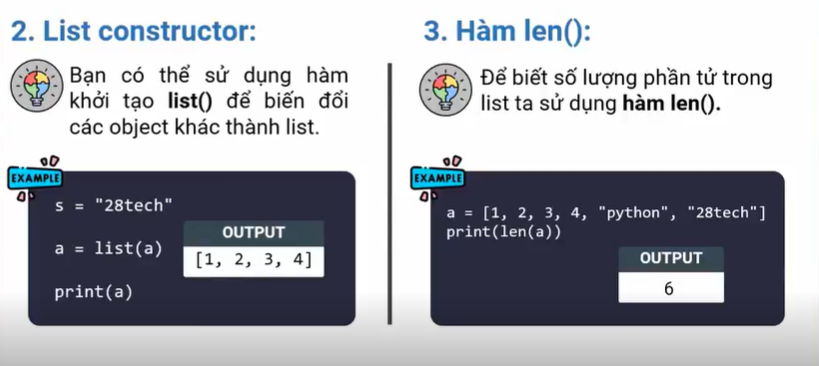 2. List constructor:
Bạn có thể sử dụng hàm
khởi tạo list() để biến đổi
các object khác thành list.
EXAMPLE
s = "28tech"
a = list(a)
print(a)
OUTPUT
[1, 2, 3, 4]
3. Hàm len():
Để biết số lượng phần tử trong
list ta sử dụng hàm len().
EXAMPLE
a = [1, 2, 3, 4, "python", "28tech"]
print(len(a))
OUTPUT
6